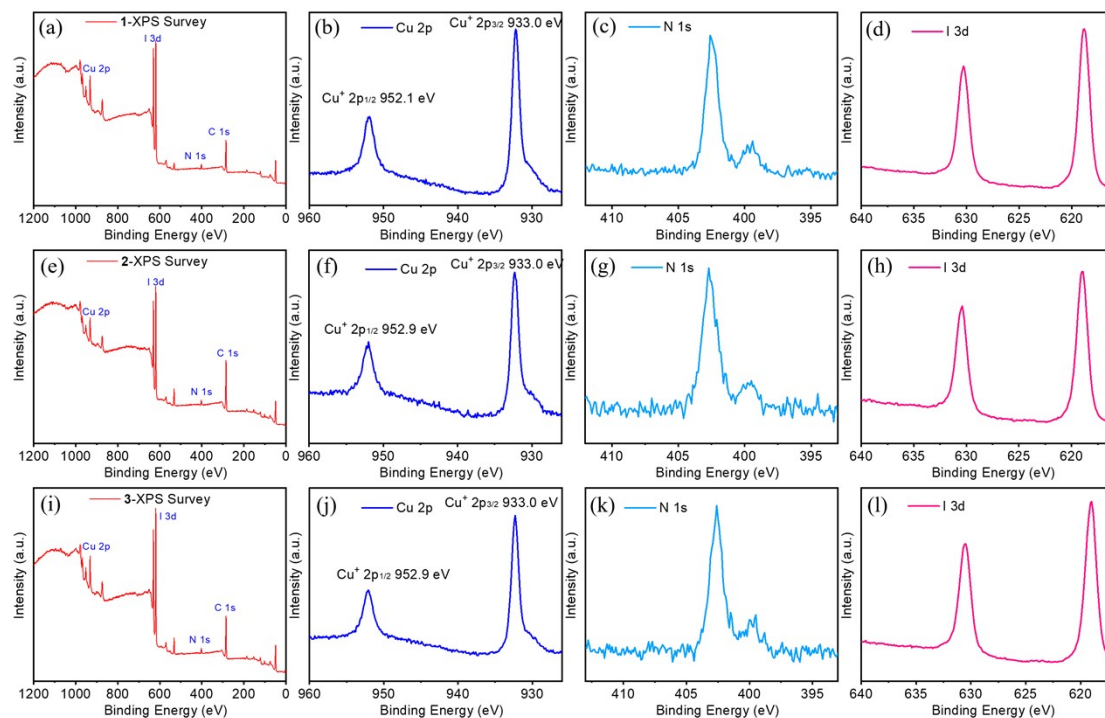 (a)
1-XPS Survey
I 3d
Cu 2p
C 1s
N 1s
Intensity (a.u.)
1200 1000 800 600 400 200 0
Binding Energy (eV)
(b)
Cu 2p
Cu⁺ 2p3/2 933.0 eV
Cu⁺ 2p1/2 952.1 eV
Intensity (a.u.)
960 950 940 930
Binding Energy (eV)
(c)
N 1s
Intensity (a.u.)
410 405 400 395
Binding Energy (eV)
(d)
I 3d
Intensity (a.u.)
640 635 630 625 620
Binding Energy (eV)
(e)
2-XPS Survey
I 3d
Cu 2p
C 1s
N 1s
Intensity (a.u.)
1200 1000 800 600 400 200 0
Binding Energy (eV)
(f)
Cu 2p
Cu⁺ 2p3/2 933.0 eV
Cu⁺ 2p1/2 952.9 eV
Intensity (a.u.)
960 950 940 930
Binding Energy (eV)
(g)
N 1s
Intensity (a.u.)
410 405 400 395
Binding Energy (eV)
(h)
I 3d
Intensity (a.u.)
640 635 630 625 620
Binding Energy (eV)
(i)
3-XPS Survey
I 3d
Cu 2p
C 1s
N 1s
Intensity (a.u.)
1200 1000 800 600 400 200 0
Binding Energy (eV)
(j)
Cu 2p
Cu⁺ 2p3/2 933.0 eV
Cu⁺ 2p1/2 952.9 eV
Intensity (a.u.)
960 950 940 930
Binding Energy (eV)
(k)
N 1s
Intensity (a.u.)
410 405 400 395
Binding Energy (eV)
(l)
I 3d
Intensity (a.u.)
640 635 630 625 620
Binding Energy (eV)